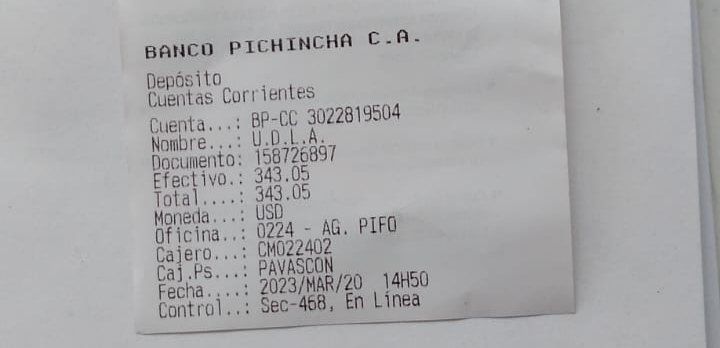 BANCO PICHINCHA C.A.
Depósito
Cuentas Corrientes
Cuenta...: BP-CC 3022819504
Nombre...: U.D.L.A.
Documento: 158726897
Efectivo.: 343.05
Total....: 343.05
Moneda...: USD
Oficina..: 0224 - AG. PIFO
Cajero...: CM022402
Caj.Ps...: PAVASCON
Fecha....: 2023/MAR/20 14H50
Control..: Sec-468, En Línea